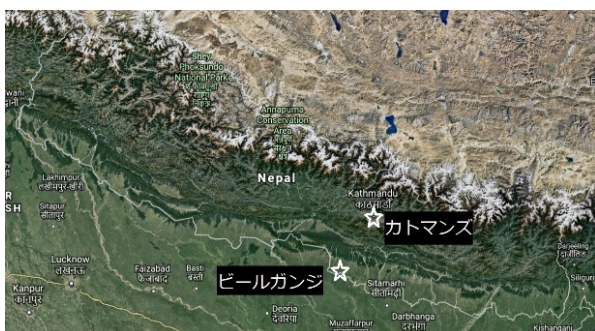 Shey
Phoksundo
National Park
Annapurna
Conservation
Area
Nepal
Kathmandu
काठमाडौं
カトマンズ
ビールガンジ
Lakhimpur
लखीमपुर-खीरी
Sitapur
सीतापुर
SH
Lucknow
लखनऊ
Kanpur
कानपुर
Faizabad
फैजाबाद
Basti
बस्ती
Deoria
देवरिया
Sitamarhi
सीतामढ़ी
Muzaffarpur
Darbhanga
दरभंगा
Darjeeling
Siliguri
Kishanganj